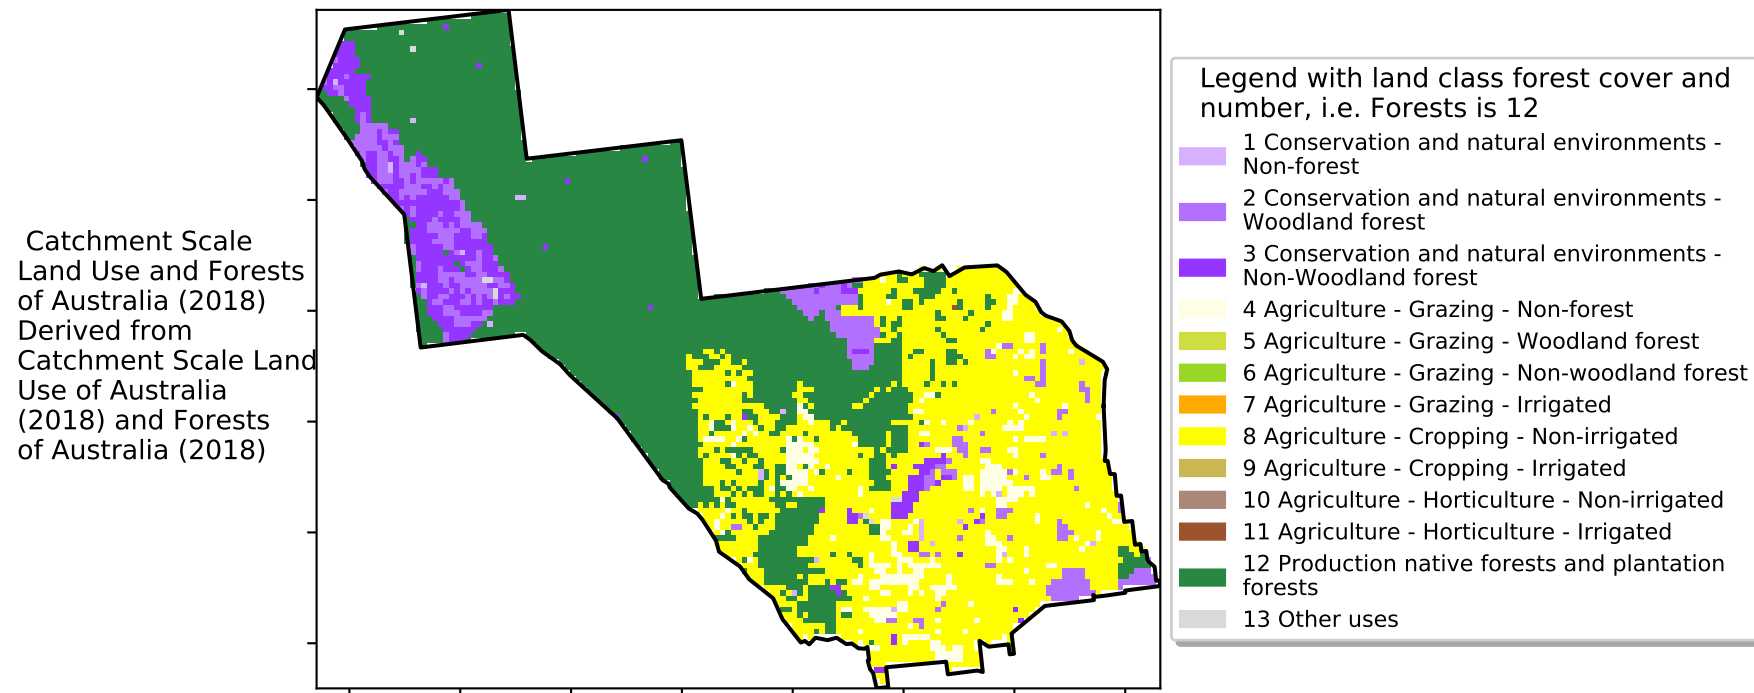 Catchment Scale
Land Use and Forests
of Australia (2018)
Derived from
Catchment Scale Land
Use of Australia
(2018) and Forests
of Australia (2018)
Legend with land class forest cover and
number, i.e. Forests is 12
1 Conservation and natural environments -
Non-forest
2 Conservation and natural environments -
Woodland forest
3 Conservation and natural environments -
Non-Woodland forest
4 Agriculture - Grazing - Non-forest
5 Agriculture - Grazing - Woodland forest
6 Agriculture - Grazing - Non-woodland forest
7 Agriculture - Grazing - Irrigated
8 Agriculture - Cropping - Non-irrigated
9 Agriculture - Cropping - Irrigated
10 Agriculture - Horticulture - Non-irrigated
11 Agriculture - Horticulture - Irrigated
12 Production native forests and plantation
forests
13 Other uses